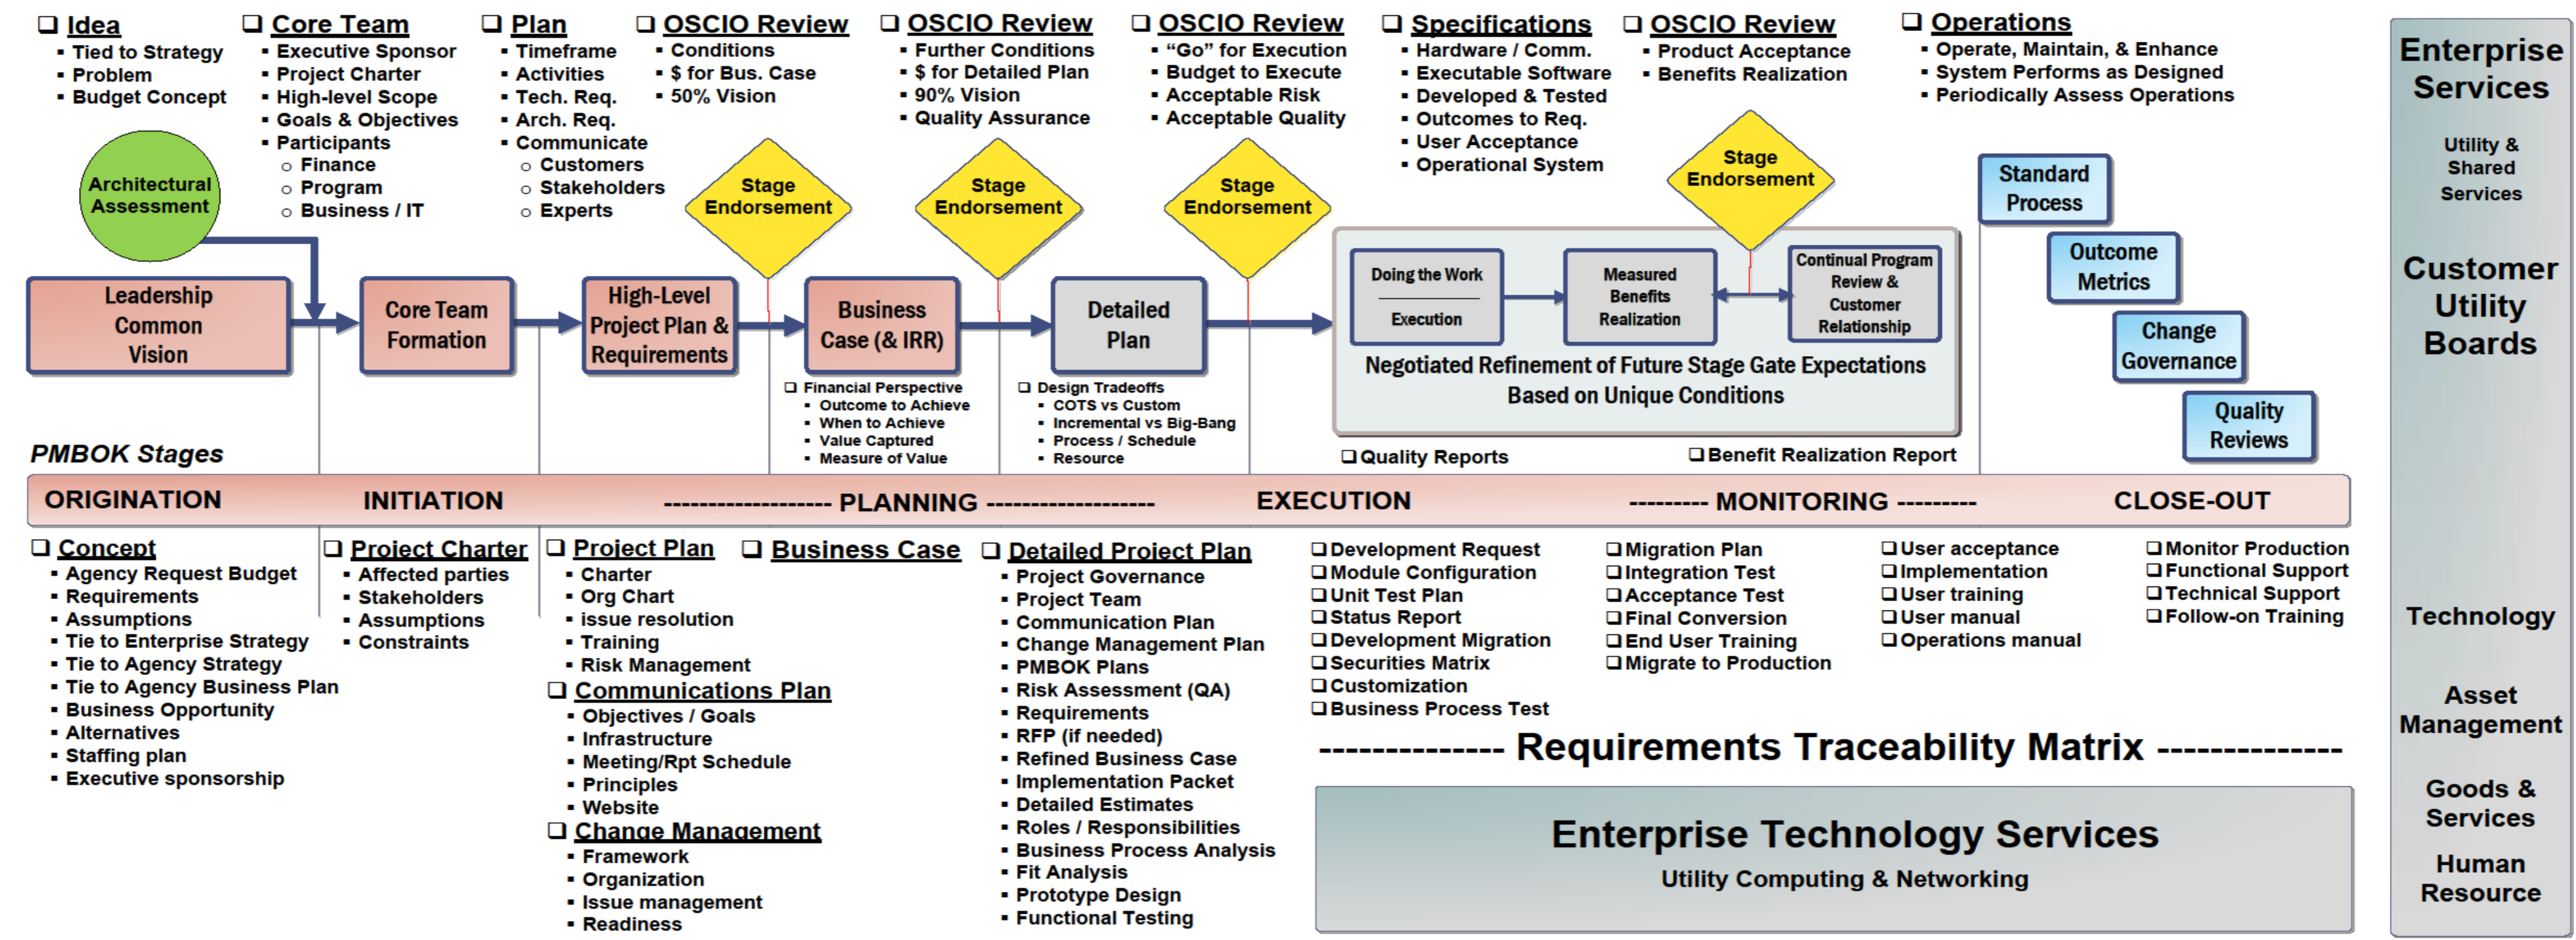 ❑ Idea
▪ Tied to Strategy
▪ Problem
▪ Budget Concept
❑ Core Team
▪ Executive Sponsor
▪ Project Charter
▪ High-level Scope
▪ Goals & Objectives
▪ Participants
o Finance
o Program
o Business / IT
❑ Plan
▪ Timeframe
▪ Activities
▪ Tech. Req.
▪ Arch. Req.
▪ Communicate
o Customers
o Stakeholders
o Experts
❑ OSCIO Review
▪ Conditions
▪ $ for Bus. Case
▪ 50% Vision
❑ OSCIO Review
▪ Further Conditions
▪ $ for Detailed Plan
▪ 90% Vision
▪ Quality Assurance
❑ OSCIO Review
▪ “Go” for Execution
▪ Budget to Execute
▪ Acceptable Risk
▪ Acceptable Quality
❑ Specifications
▪ Hardware / Comm.
▪ Executable Software
▪ Developed & Tested
▪ Outcomes to Req.
▪ User Acceptance
▪ Operational System
❑ OSCIO Review
▪ Product Acceptance
▪ Benefits Realization
❑ Operations
▪ Operate, Maintain, & Enhance
▪ System Performs as Designed
▪ Periodically Assess Operations
Architectural
Assessment
Stage
Endorsement
Stage
Endorsement
Stage
Endorsement
Stage
Endorsement
Leadership
Common
Vision
Core Team
Formation
High-Level
Project Plan &
Requirements
Business
Case (& IRR)
Detailed
Plan
Doing the Work
Execution
Measured
Benefits
Realization
Continual Program
Review &
Customer
Relationship
Negotiated Refinement of Future Stage Gate Expectations
Based on Unique Conditions
Standard
Process
Outcome
Metrics
Change
Governance
Quality
Reviews
❑ Financial Perspective
▪ Outcome to Achieve
▪ When to Achieve
▪ Value Captured
▪ Measure of Value
❑ Design Tradeoffs
▪ COTS vs Custom
▪ Incremental vs Big-Bang
▪ Process / Schedule
▪ Resource
❑ Quality Reports
❑ Benefit Realization Report
PMBOK Stages
ORIGINATION
INITIATION
------------------- PLANNING -------------------
EXECUTION
--------- MONITORING ---------
CLOSE-OUT
❑ Concept
▪ Agency Request Budget
▪ Requirements
▪ Assumptions
▪ Tie to Enterprise Strategy
▪ Tie to Agency Strategy
▪ Tie to Agency Business Plan
▪ Business Opportunity
▪ Alternatives
▪ Staffing plan
▪ Executive sponsorship
❑ Project Charter
▪ Affected parties
▪ Stakeholders
▪ Assumptions
▪ Constraints
❑ Project Plan
▪ Charter
▪ Org Chart
▪ issue resolution
▪ Training
▪ Risk Management
❑ Communications Plan
▪ Objectives / Goals
▪ Infrastructure
▪ Meeting/Rpt Schedule
▪ Principles
▪ Website
❑ Change Management
▪ Framework
▪ Organization
▪ Issue management
▪ Readiness
❑ Business Case
❑ Detailed Project Plan
▪ Project Governance
▪ Project Team
▪ Communication Plan
▪ Change Management Plan
▪ PMBOK Plans
▪ Risk Assessment (QA)
▪ Requirements
▪ RFP (if needed)
▪ Refined Business Case
▪ Implementation Packet
▪ Detailed Estimates
▪ Roles / Responsibilities
▪ Business Process Analysis
▪ Fit Analysis
▪ Prototype Design
▪ Functional Testing
❑ Development Request
❑ Module Configuration
❑ Unit Test Plan
❑ Status Report
❑ Development Migration
❑ Securities Matrix
❑ Customization
❑ Business Process Test
❑ Migration Plan
❑ Integration Test
❑ Acceptance Test
❑ Final Conversion
❑ End User Training
❑ Migrate to Production
❑ User acceptance
❑ Implementation
❑ User training
❑ User manual
❑ Operations manual
❑ Monitor Production
❑ Functional Support
❑ Technical Support
❑ Follow-on Training
-------------- Requirements Traceability Matrix --------------
Enterprise Technology Services
Utility Computing & Networking
Enterprise
Services
Utility &
Shared
Services
Customer
Utility
Boards
Technology
Asset
Management
Goods &
Services
Human
Resource